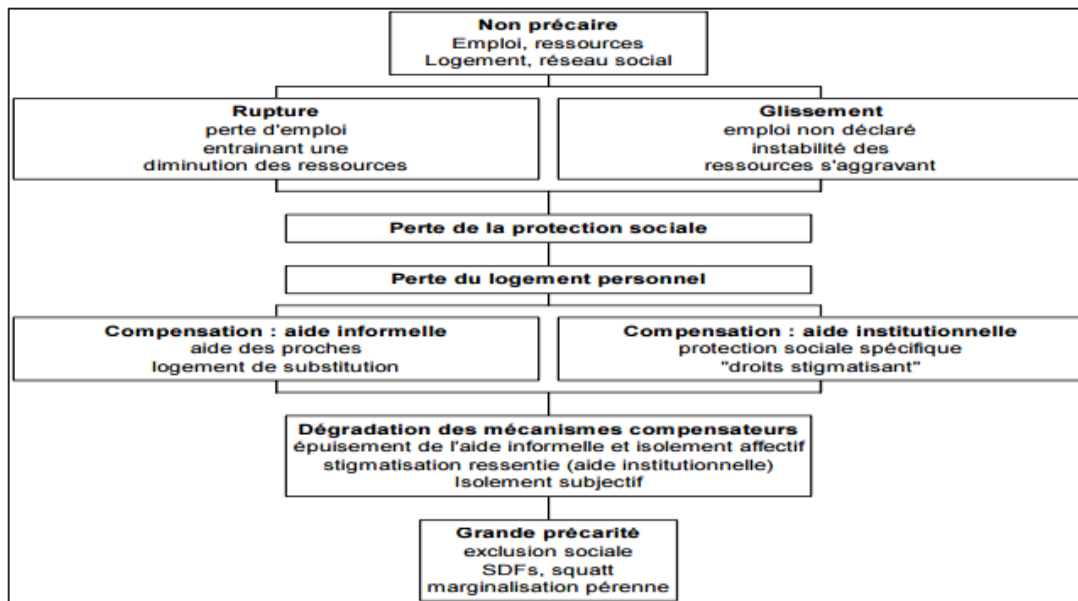 Non précaire
Emploi, ressources
Logement, réseau social
Rupture
perte d'emploi
entrainant une
diminution des ressources
Glissement
emploi non déclaré
instabilité des
ressources s'aggravant
Perte de la protection sociale
Perte du logement personnel
Compensation : aide informelle
aide des proches
logement de substitution
Compensation : aide institutionnelle
protection sociale spécifique
"droits stigmatisant"
Dégradation des mécanismes compensateurs
épuisement de l'aide informelle et isolement affectif
stigmatisation ressentie (aide institutionnelle)
Isolement subjectif
Grande précarité
exclusion sociale
SDFs, squatt
marginalisation pérenne